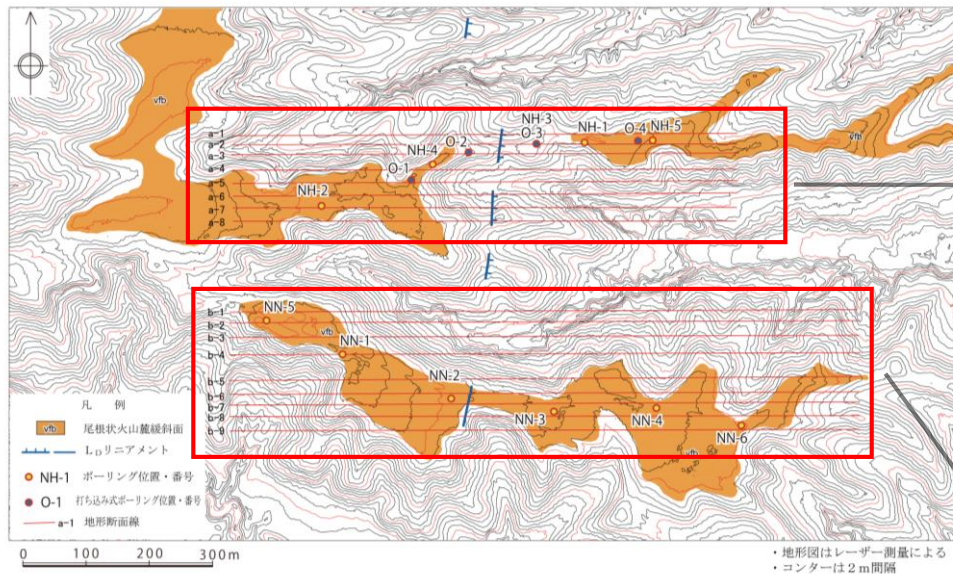 vfb
NH-3
O-3
NH-1
O-4
NH-5
vfb
a-1
a-2
a-3
a-5
a-6
a-7
a-8
NH-4
O-2
O-1
NH-2
NN-5
b-1
b-2
b-3
b-4
b-5
b-6
b-7
b-8
b-9
vfb
NN-1
NN-2
NN-3
NN-4
NN-6
vfb
凡 例
vfb 尾根状火山麓緩斜面
LDリニアメント
NH-1 ボーリング位置・番号
O-1 打ち込み式ボーリング位置・番号
a-1 地形断面線
0 100 200 300m
・地形図はレーザー測量による
・コンターは2m間隔